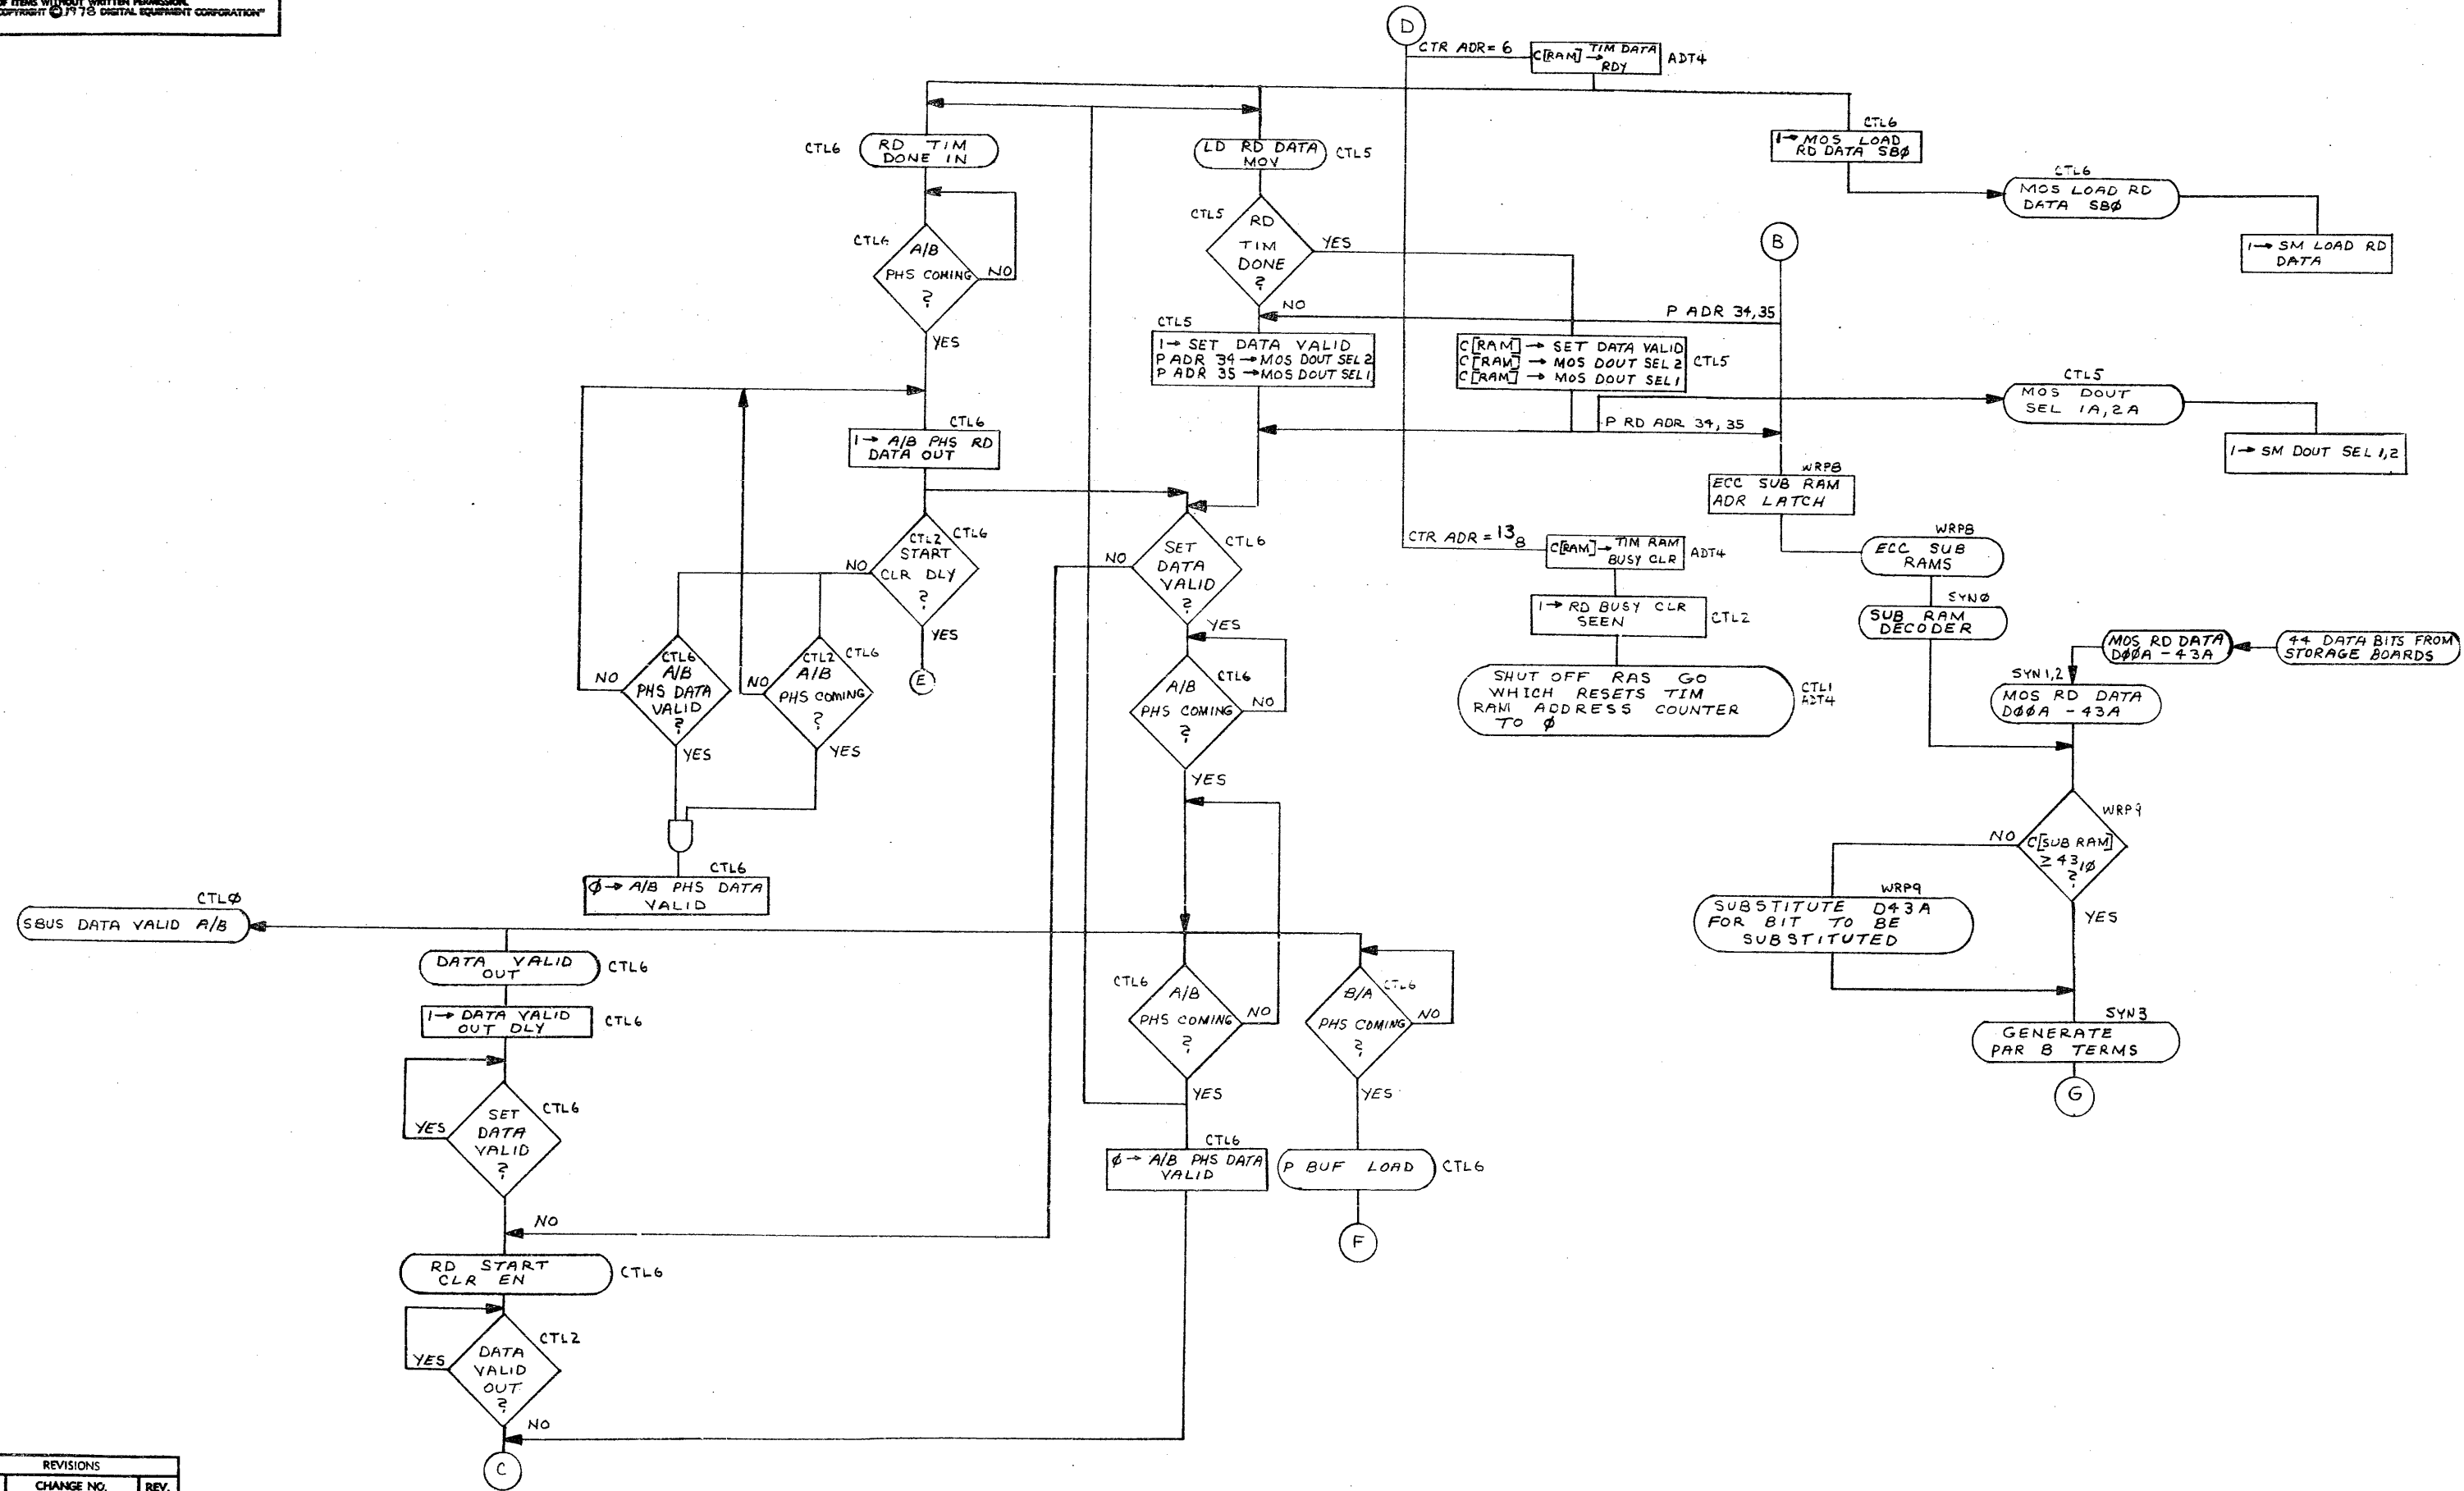 OF ITEMS WITHOUT WRITTEN PERMISSION.
COPYRIGHT © 1978 DIGITAL EQUIPMENT CORPORATION"
D
CTR ADR = 6
C[RAM] → TIM DATA
RDY
ADT4
CTL6
RD TIM
DONE IN
LD RD DATA
MOV
CTL5
CTL6
1→ MOS LOAD
RD DATA SBØ
CTL6
MOS LOAD RD
DATA SBØ
1→ SM LOAD RD
DATA
CTL6
A/B
PHS COMING
?
NO
YES
CTL5
RD
TIM
DONE
?
YES
NO
B
P ADR 34,35
CTL5
1→ SET DATA VALID
P ADR 34 → MOS DOUT SEL 2
P ADR 35 → MOS DOUT SEL 1
C[RAM] → SET DATA VALID
C[RAM] → MOS DOUT SEL 2
C[RAM] → MOS DOUT SEL 1
CTL5
CTL5
MOS DOUT
SEL 1A,2A
P RD ADR 34, 35
1→ SM DOUT SEL 1,2
CTL6
1→ A/B PHS RD
DATA OUT
WRP8
ECC SUB RAM
ADR LATCH
CTL2
START
CLR DLY
?
CTL6
NO
YES
E
SET
DATA
VALID
?
CTL6
NO
YES
CTR ADR = 13₈
C[RAM] → TIM RAM
BUSY CLR
ADT4
WRP8
ECC SUB
RAMS
1→ RD BUSY CLR
SEEN
CTL2
SYNØ
SUB RAM
DECODER
CTL6
A/B
PHS DATA
VALID
?
NO
YES
CTL2
A/B
PHS COMING
?
CTL6
NO
YES
A/B
PHS COMING
?
CTL6
NO
YES
SHUT OFF RAS GO
WHICH RESETS TIM
RAM ADDRESS COUNTER
TO Ø
CTL1
ADT4
MOS RD DATA
DØØA - 43A
44 DATA BITS FROM
STORAGE BOARDS
SYN1,2
MOS RD DATA
DØØA - 43A
WRP9
C[SUB RAM]
≥ 43₁Ø
?
NO
YES
CTL6
Ø→ A/B PHS DATA
VALID
CTLØ
SBUS DATA VALID A/B
WRP9
SUBSTITUTE D43A
FOR BIT TO BE
SUBSTITUTED
DATA VALID
OUT
CTL6
1→ DATA VALID
OUT DLY
CTL6
CTL6
A/B
PHS COMING
?
NO
YES
B/A
CTL6
PHS COMING
?
NO
YES
SYN3
GENERATE
PAR B TERMS
G
SET
DATA
VALID
?
CTL6
YES
NO
CTL6
Ø→ A/B PHS DATA
VALID
P BUF LOAD
CTL6
F
RD START
CLR EN
CTL6
DATA
VALID
OUT
?
CTL2
YES
NO
C
REVISIONS
CHANGE NO.
REV.